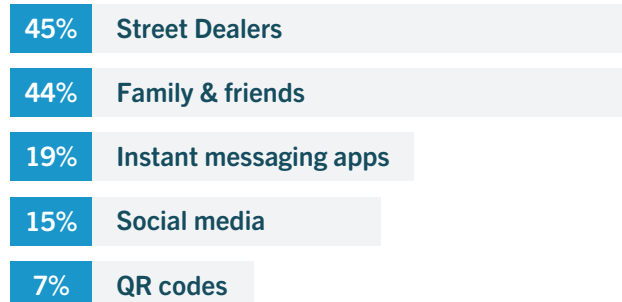 45% Street Dealers
44% Family & friends
19% Instant messaging apps
15% Social media
7% QR codes